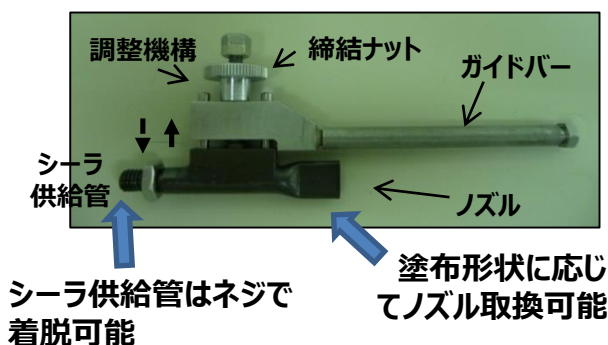 調整機構
締結ナット
ガイドバー
シーラ
供給管
ノズル
シーラ供給管はネジで
着脱可能
塗布形状に応じ
てノズル取換可能